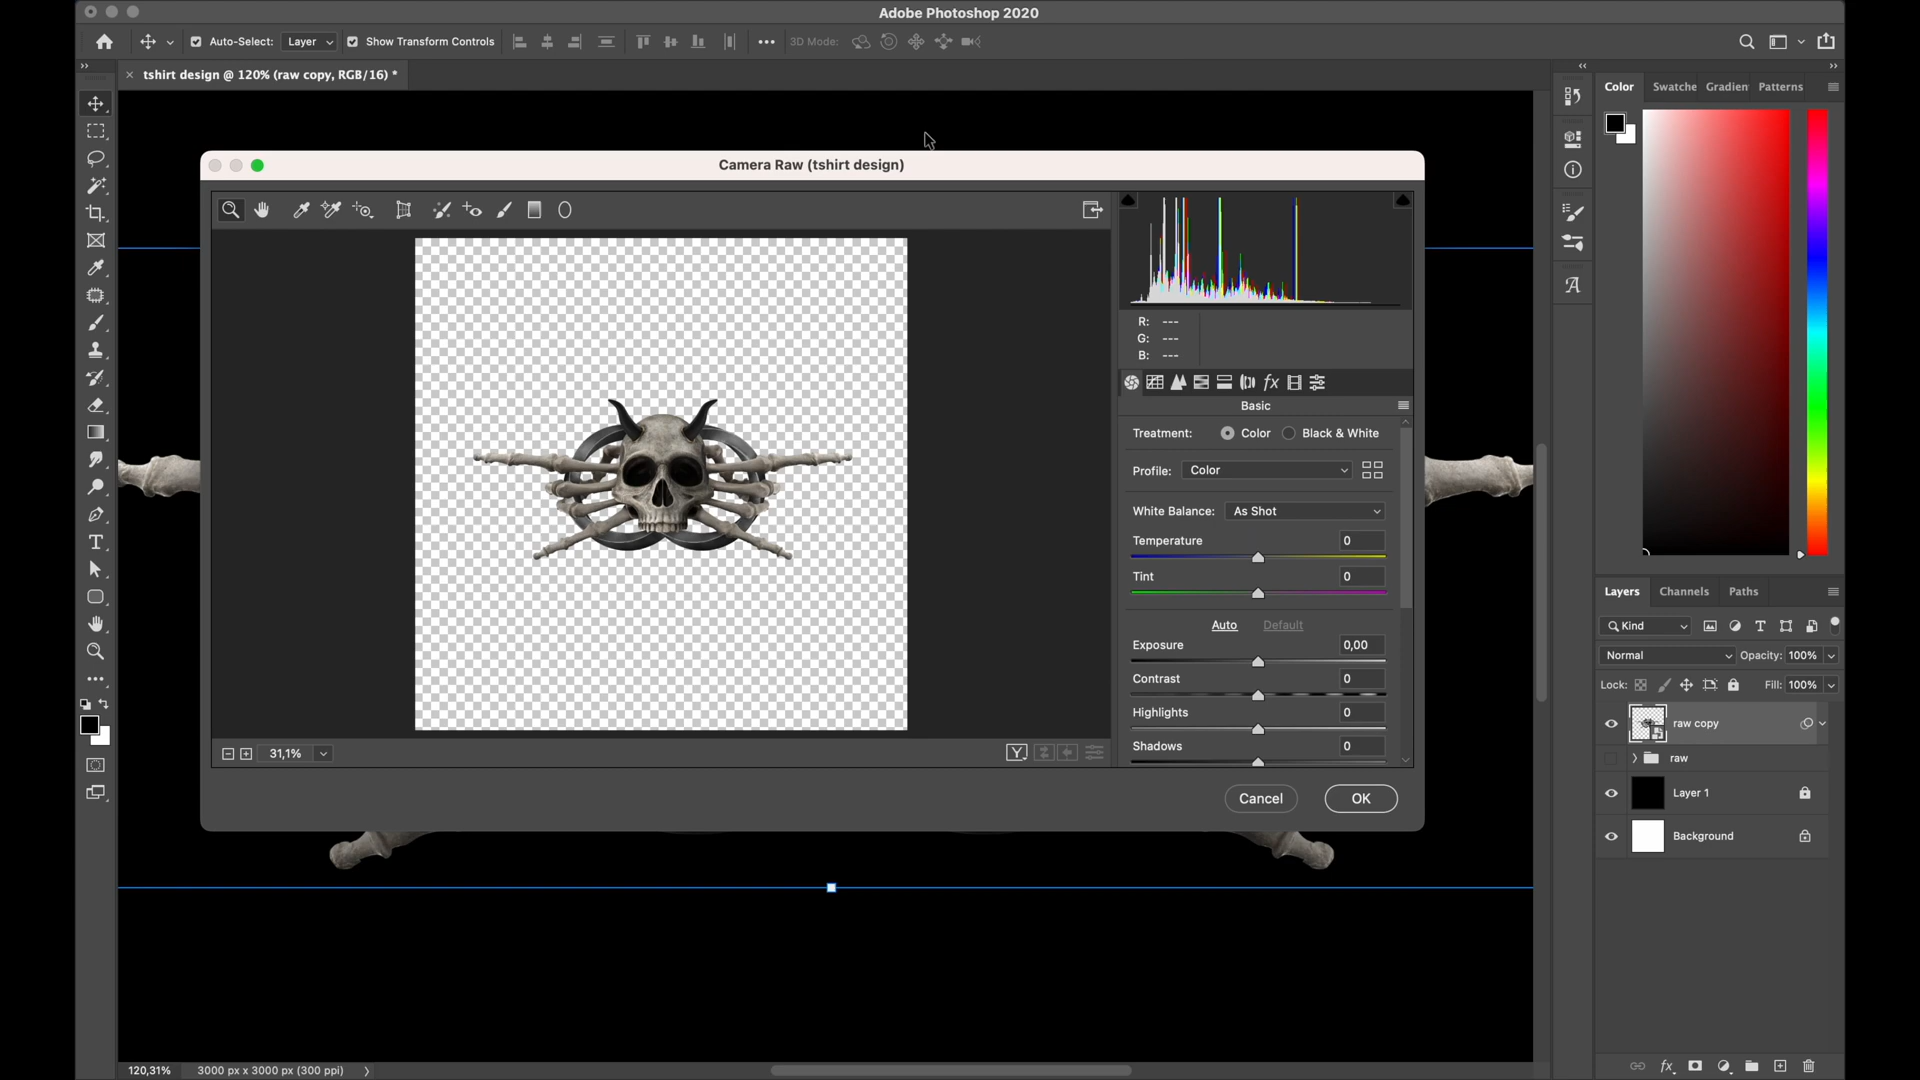 Adobe Photoshop 2020
Auto-Select: Layer Show Transform Controls 3D Mode:
tshirt design @ 120% (raw copy, RGB/16) *
Color Swatche Gradien Patterns
Camera Raw (tshirt design)
R: ---
G: ---
B: ---
fx
Basic
Treatment: Color Black & White
Profile: Color
White Balance: As Shot
Temperature 0
Tint 0
Auto Default
Exposure 0,00
Contrast 0
Highlights 0
Shadows 0
31,1%
Y
Cancel OK
Layers Channels Paths
Kind
Normal Opacity: 100%
Lock: Fill: 100%
raw copy
raw
Layer 1
Background
120,31% 3000 px x 3000 px (300 ppi)
fx